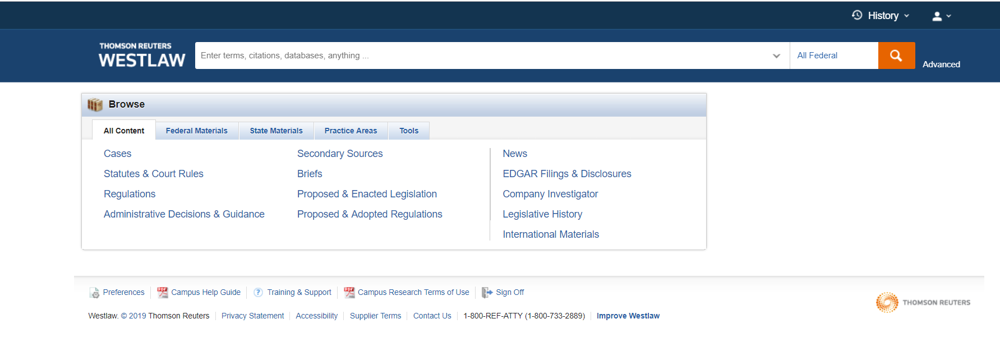 History
THOMSON REUTERS
WESTLAW
Enter terms, citations, databases, anything ...
All Federal
Advanced
Browse
All Content Federal Materials State Materials Practice Areas Tools
Cases Secondary Sources News
Statutes & Court Rules Briefs EDGAR Filings & Disclosures
Regulations Proposed & Enacted Legislation Company Investigator
Administrative Decisions & Guidance Proposed & Adopted Regulations Legislative History
International Materials
Preferences PDF Campus Help Guide ? Training & Support PDF Campus Research Terms of Use Sign Off
THOMSON REUTERS
Westlaw. © 2019 Thomson Reuters Privacy Statement Accessibility Supplier Terms Contact Us 1-800-REF-ATTY (1-800-733-2889) Improve Westlaw